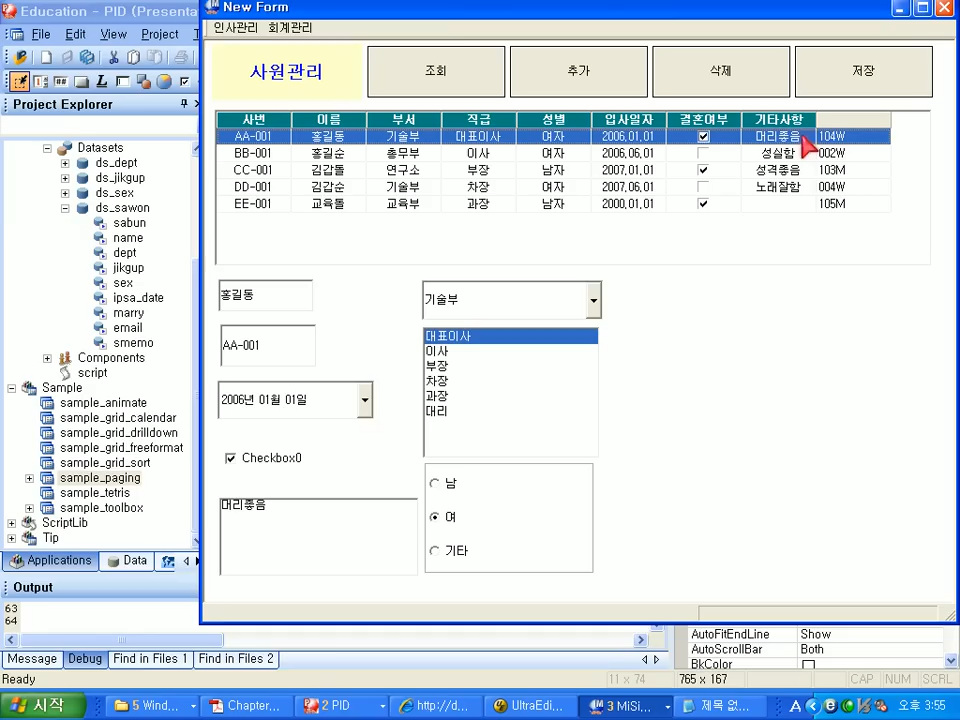 Education - PID (Presenta
New Form
File Edit View Project
인사관리 회계관리
사원관리 조회 추가 삭제 저장
Project Explorer
사번 이름 부서 직급 성별 입사일자 결혼여부 기타사항
AA-001 홍길동 기술부 대표이사 여자 2006,01,01 머리좋음 104W
BB-001 홍길순 총무부 이사 여자 2006,06,01 성실함 002W
CC-001 김갑돌 연구소 부장 남자 2007,01,01 성격좋음 103M
DD-001 김갑순 기술부 차장 여자 2007,06,01 노래잘함 004W
EE-001 교육돌 교육부 과장 남자 2000,01,01 105M
Datasets
ds_dept
ds_jikgup
ds_sex
ds_sawon
sabun
name
dept
jikgup
sex
ipsa_date
marry
email
smemo
Components
script
Sample
sample_animate
sample_grid_calendar
sample_grid_drilldown
sample_grid_freeformat
sample_grid_sort
sample_paging
sample_tetris
sample_toolbox
ScriptLib
Tip
Applications Data
홍길동
기술부
AA-001
대표이사
이사
부장
차장
과장
대리
2006년 01월 01일
Checkbox0
머리좋음
남
여
기타
Output
63
64
Message Debug Find in Files 1 Find in Files 2
AutoFitEndLine Show
AutoScrollBar Both
BkColor
Ready
11 x 74 765 x 167 CAP NUM SCRL
시작 5 Wind... Chapter... 2 PID http://d... UltraEdi... 3 MiSi... 제목 없... A 오후 3:55